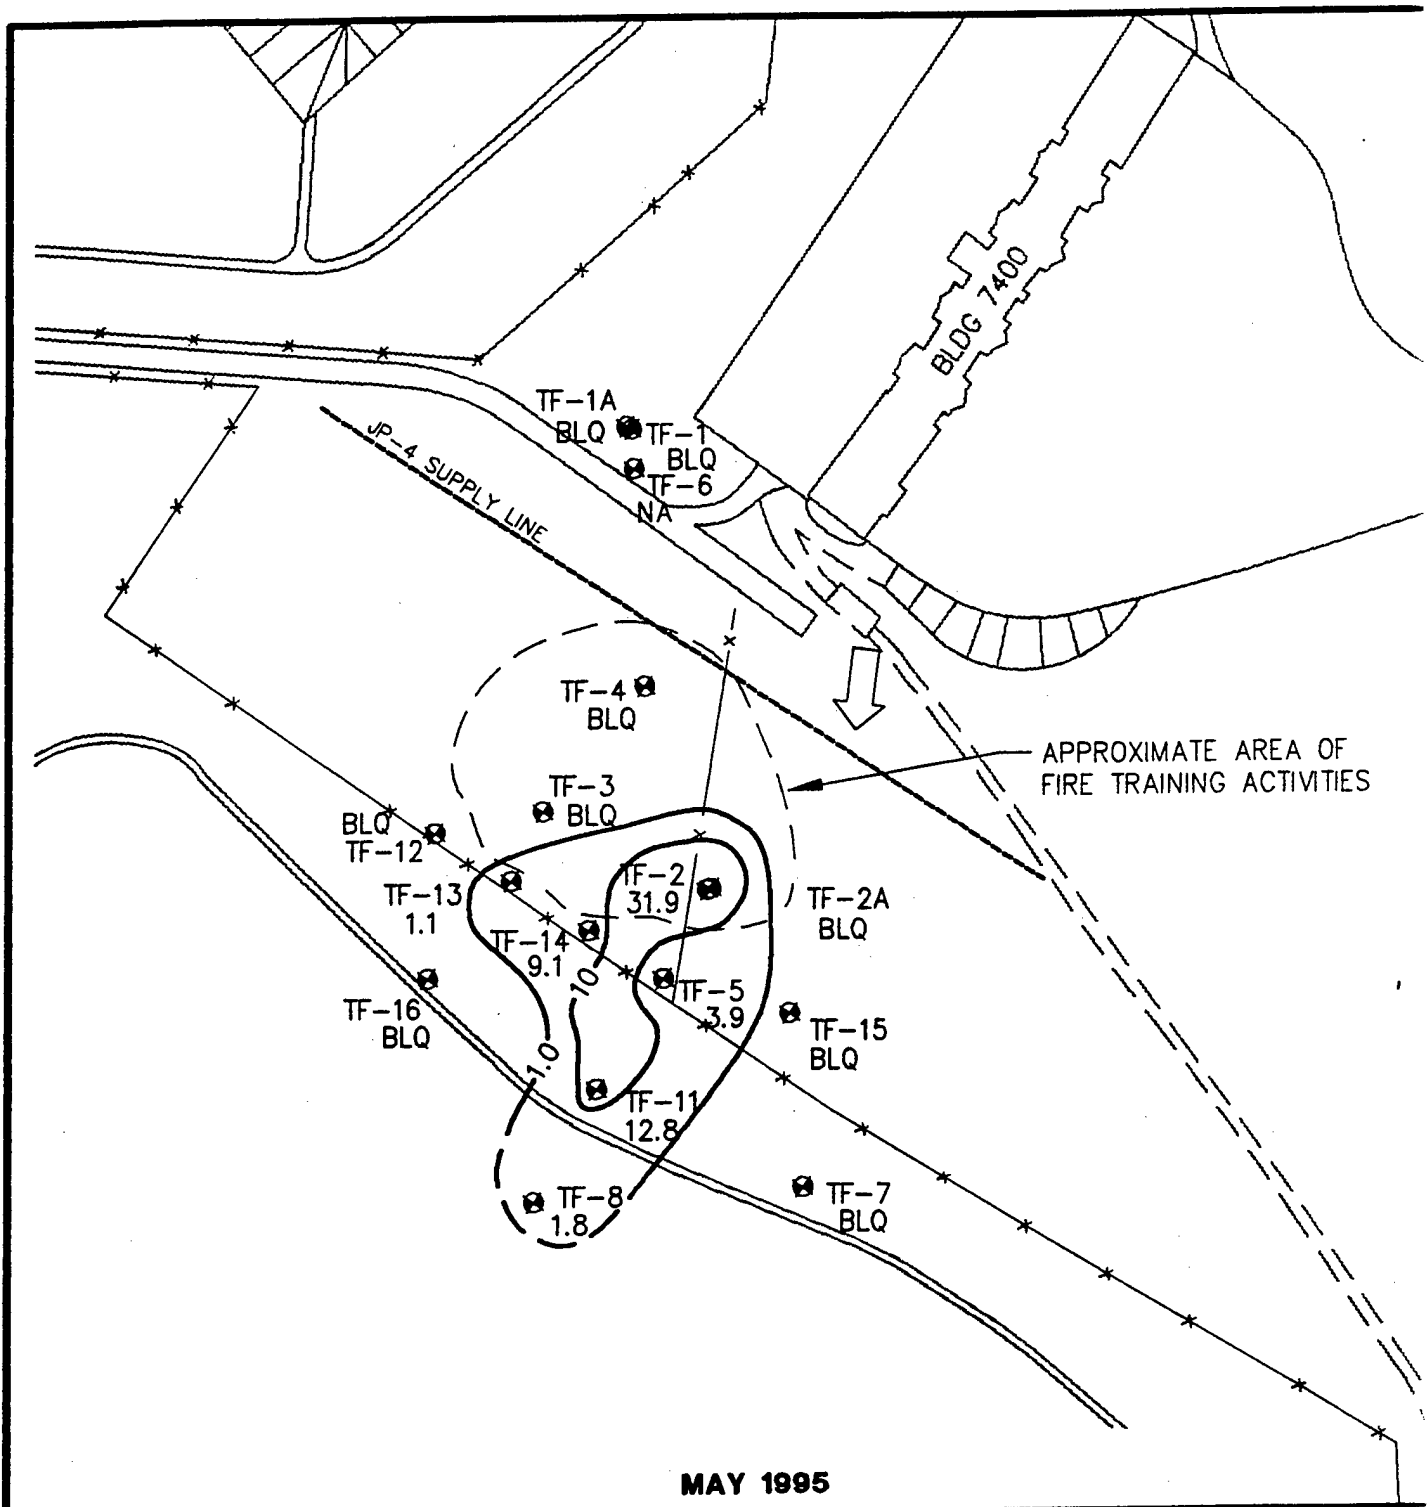 BLDG 7400
TF-1A
BLQ
TF-1
BLQ
TF-6
NA
JP-4 SUPPLY LINE
TF-4
BLQ
APPROXIMATE AREA OF
FIRE TRAINING ACTIVITIES
TF-3
BLQ
BLQ
TF-12
TF-13
1.1
TF-2
31.9
TF-2A
BLQ
TF-14
9.1
10
TF-5
3.9
TF-16
BLQ
TF-15
BLQ
1.0
TF-11
12.8
TF-8
1.8
TF-7
BLQ
MAY 1995